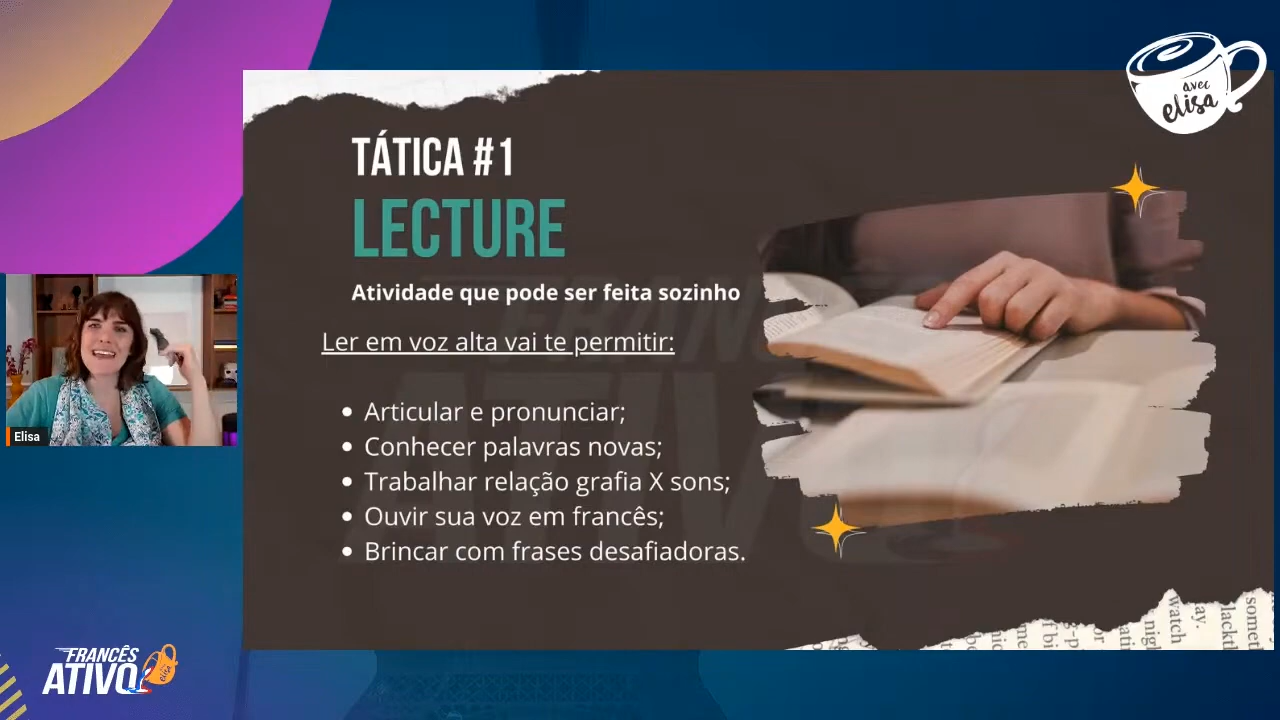 avec
elisa
TÁTICA #1
LECTURE
Atividade que pode ser feita sozinho
Ler em voz alta vai te permitir:
• Articular e pronunciar;
• Conhecer palavras novas;
• Trabalhar relação grafia X sons;
• Ouvir sua voz em francês;
• Brincar com frases desafiadoras.
Elisa
FRANCÊS
ATIVO
elisa
watch